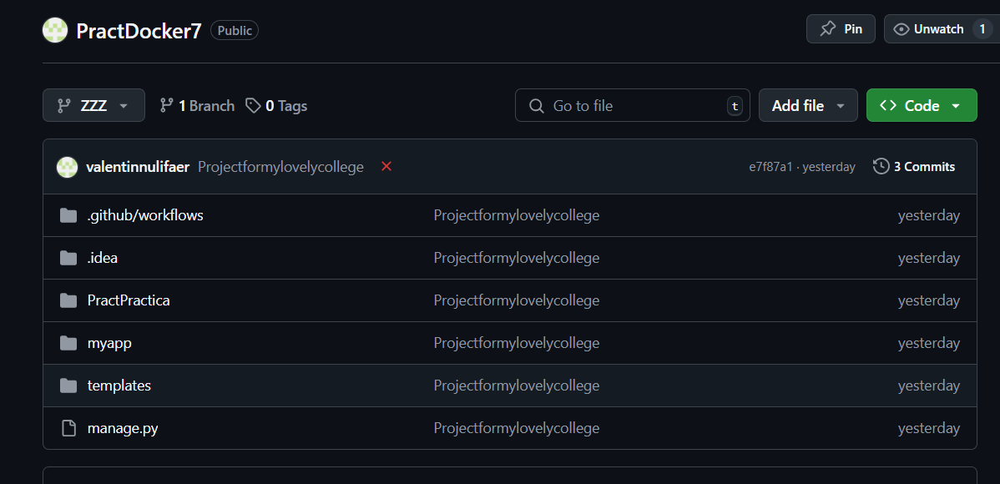 PractDocker7 Public Pin Unwatch 1
ZZZ 1 Branch 0 Tags Go to file t Add file Code
valentinnulifaer Projectformylovelycollege e7f87a1 · yesterday 3 Commits
.github/workflows Projectformylovelycollege yesterday
.idea Projectformylovelycollege yesterday
PractPractica Projectformylovelycollege yesterday
myapp Projectformylovelycollege yesterday
templates Projectformylovelycollege yesterday
manage.py Projectformylovelycollege yesterday